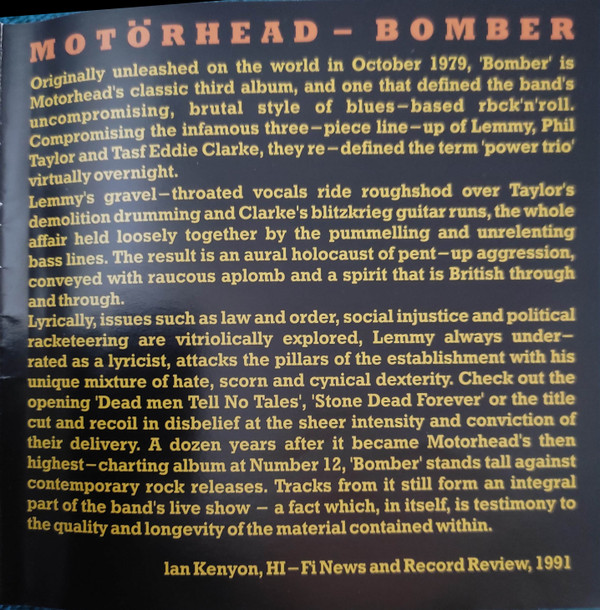 MOTÖRHEAD – BOMBER
Originally unleashed on the world in October 1979, 'Bomber' is
Motorhead's classic third album, and one that defined the band's
uncompromising, brutal style of blues–based rbck'n'roll.
Compromising the infamous three–piece line–up of Lemmy, Phil
Taylor and Tasf Eddie Clarke, they re–defined the term 'power trio'
virtually overnight.
Lemmy's gravel–throated vocals ride roughshod over Taylor's
demolition drumming and Clarke's blitzkrieg guitar runs, the whole
affair held loosely together by the pummelling and unrelenting
bass lines. The result is an aural holocaust of pent–up aggression,
conveyed with raucous aplomb and a spirit that is British through
and through.
Lyrically, issues such as law and order, social injustice and political
racketeering are vitriolically explored, Lemmy always under–
rated as a lyricist, attacks the pillars of the establishment with his
unique mixture of hate, scorn and cynical dexterity. Check out the
opening 'Dead men Tell No Tales', 'Stone Dead Forever' or the title
cut and recoil in disbelief at the sheer intensity and conviction of
their delivery. A dozen years after it became Motorhead's then
highest–charting album at Number 12, 'Bomber' stands tall against
contemporary rock releases. Tracks from it still form an integral
part of the band's live show – a fact which, in itself, is testimony to
the quality and longevity of the material contained within.
Ian Kenyon, HI–Fi News and Record Review, 1991